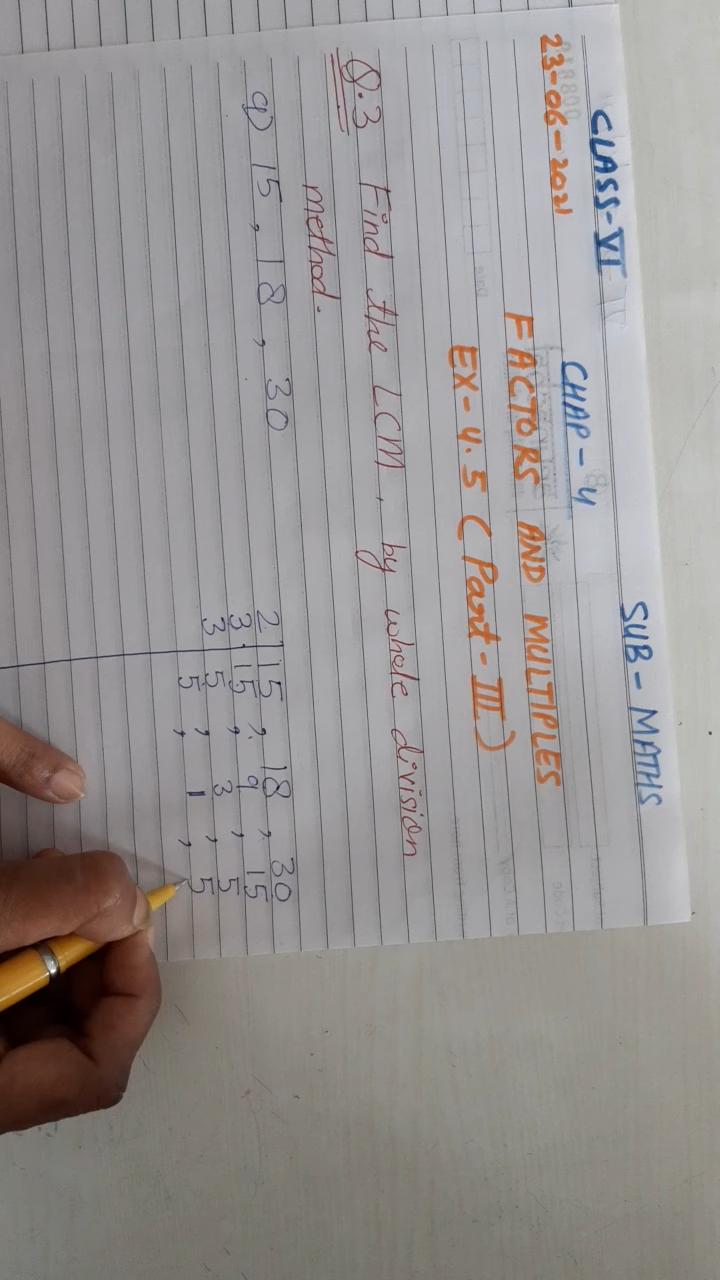 CLASS-VI
SUB-MATHS
23-06-2021
CHAP-4
FACTORS AND MULTIPLES
EX-4.5 (Part-III)
Q.3 Find the LCM, by whole division
method.
a) 15, 18, 30
2 15, 18, 30
3 15, 9, 15
3 5, 3, 5
5, 1, 5